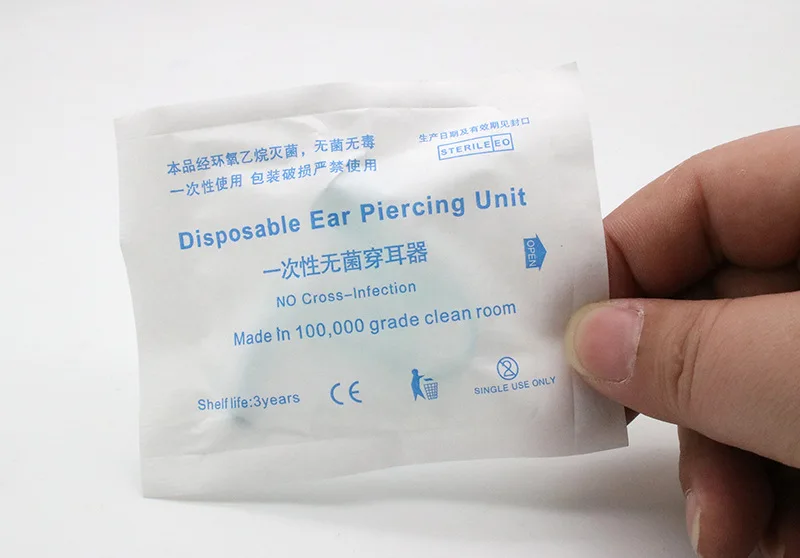 本品经环氧乙烷灭菌，无菌无毒
一次性使用 包装破损严禁使用
生产日期及有效期见封口
STERILE EO
Disposable Ear Piercing Unit
一次性无菌穿耳器
OPEN
NO Cross-Infection
Made In 100,000 grade clean room
Shelf life:3years
CE
SINGLE USE ONLY